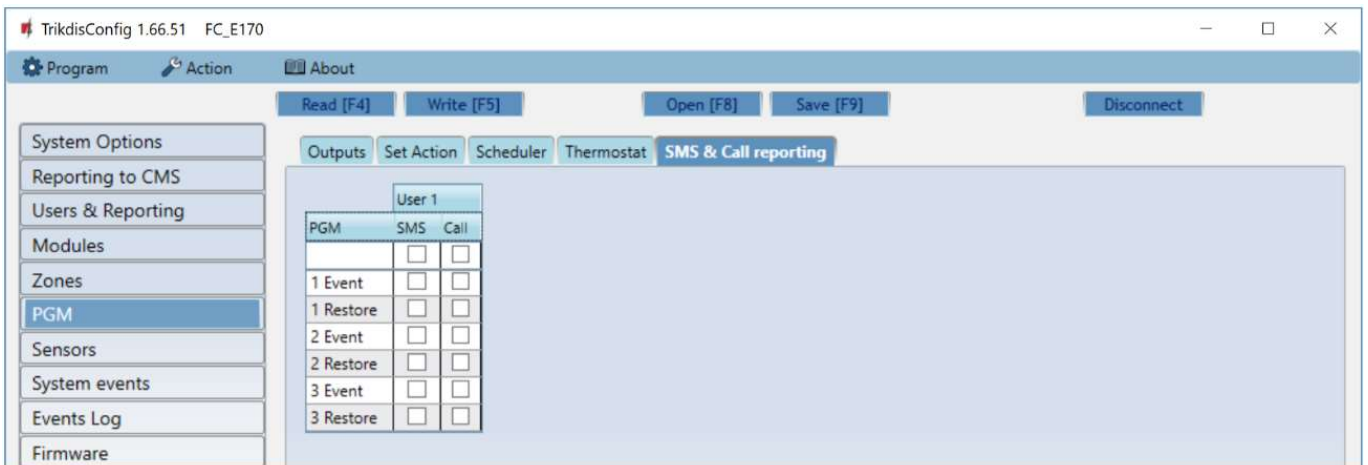 TrikdisConfig 1.66.51 FC_E170
Program Action About
Read [F4] Write [F5] Open [F8] Save [F9] Disconnect
System Options
Reporting to CMS
Users & Reporting
Modules
Zones
PGM
Sensors
System events
Events Log
Firmware
Outputs Set Action Scheduler Thermostat SMS & Call reporting
User 1
PGM SMS Call
1 Event
1 Restore
2 Event
2 Restore
3 Event
3 Restore